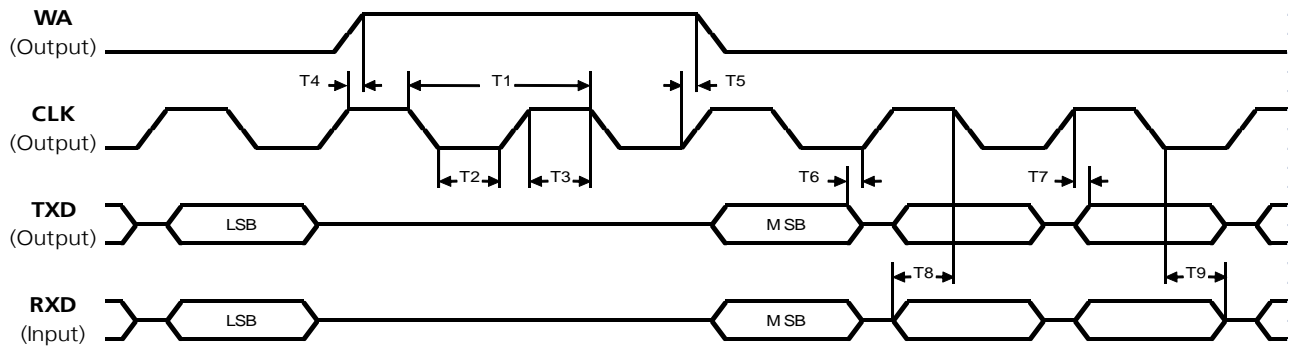 WA
(Output)
T4
T1
T5
CLK
(Output)
T2
T3
T6
T7
TXD
(Output)
LSB
MSB
T8
T9
RXD
(Input)
LSB
MSB